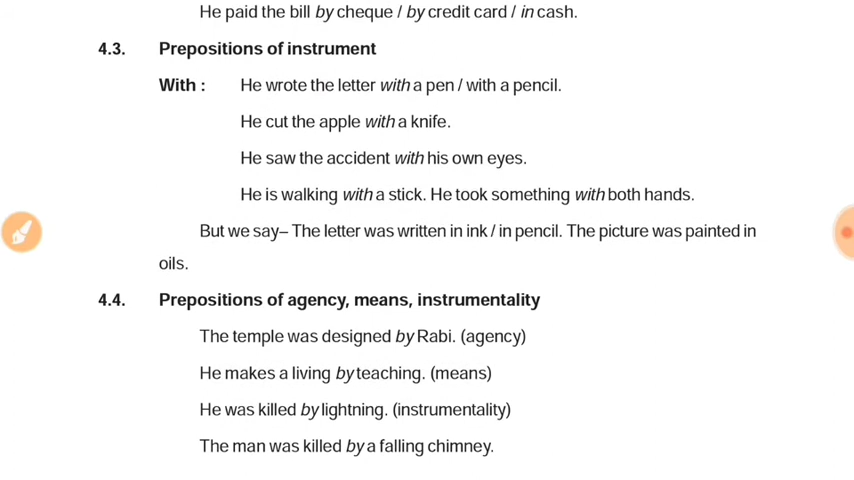 He paid the bill by cheque / by credit card / in cash.
4.3. Prepositions of instrument
With : He wrote the letter with a pen / with a pencil.
He cut the apple with a knife.
He saw the accident with his own eyes.
He is walking with a stick. He took something with both hands.
But we say– The letter was written in ink / in pencil. The picture was painted in
oils.
4.4. Prepositions of agency, means, instrumentality
The temple was designed by Rabi. (agency)
He makes a living by teaching. (means)
He was killed by lightning. (instrumentality)
The man was killed by a falling chimney.